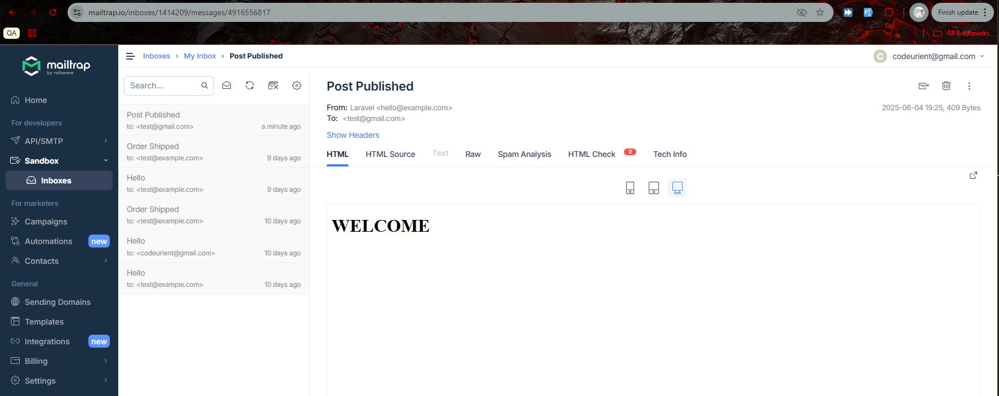 mailtrap.io/inboxes/1414209/messages/4916556817
Finish update
QA
All Bookmarks
mailtrap
by railsware
Home
For developers
API/SMTP
Sandbox
Inboxes
For marketers
Campaigns
Automations new
Contacts
General
Sending Domains
Templates
Integrations new
Billing
Settings
Inboxes › My Inbox › Post Published
C codeurient@gmail.com
Search...
Post Published
to: <test@gmail.com> a minute ago
Order Shipped
to: <test@example.com> 9 days ago
Hello
to: <test@example.com> 9 days ago
Order Shipped
to: <test@example.com> 10 days ago
Hello
to: <codeurient@gmail.com> 10 days ago
Hello
to: <test@example.com> 10 days ago
Post Published
From: Laravel <hello@example.com> 2025-06-04 19:25, 409 Bytes
To: <test@gmail.com>
Show Headers
HTML HTML Source Text Raw Spam Analysis HTML Check 2 Tech Info
WELCOME